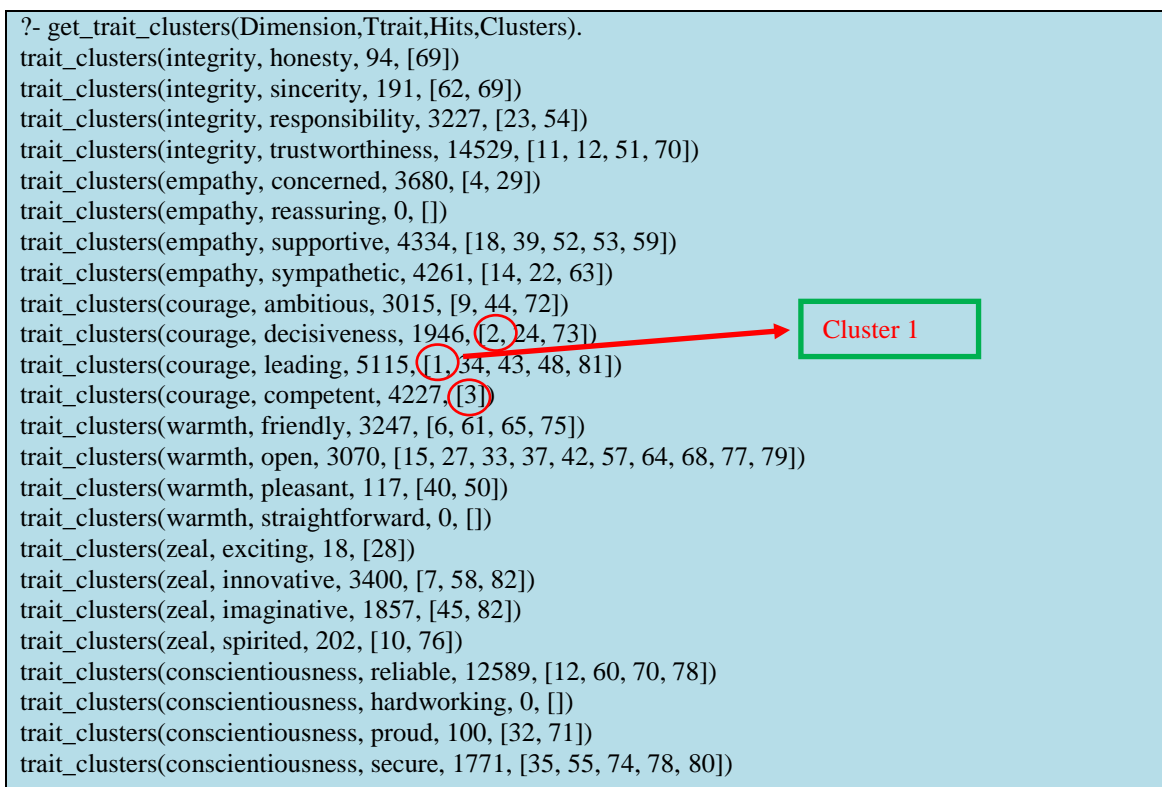 ?- get_trait_clusters(Dimension,Ttrait,Hits,Clusters).
trait_clusters(integrity, honesty, 94, [69])
trait_clusters(integrity, sincerity, 191, [62, 69])
trait_clusters(integrity, responsibility, 3227, [23, 54])
trait_clusters(integrity, trustworthiness, 14529, [11, 12, 51, 70])
trait_clusters(empathy, concerned, 3680, [4, 29])
trait_clusters(empathy, reassuring, 0, [])
trait_clusters(empathy, supportive, 4334, [18, 39, 52, 53, 59])
trait_clusters(empathy, sympathetic, 4261, [14, 22, 63])
trait_clusters(courage, ambitious, 3015, [9, 44, 72])
trait_clusters(courage, decisiveness, 1946, [2, 24, 73])
Cluster 1
trait_clusters(courage, leading, 5115, [1, 34, 43, 48, 81])
trait_clusters(courage, competent, 4227, [3])
trait_clusters(warmth, friendly, 3247, [6, 61, 65, 75])
trait_clusters(warmth, open, 3070, [15, 27, 33, 37, 42, 57, 64, 68, 77, 79])
trait_clusters(warmth, pleasant, 117, [40, 50])
trait_clusters(warmth, straightforward, 0, [])
trait_clusters(zeal, exciting, 18, [28])
trait_clusters(zeal, innovative, 3400, [7, 58, 82])
trait_clusters(zeal, imaginative, 1857, [45, 82])
trait_clusters(zeal, spirited, 202, [10, 76])
trait_clusters(conscientiousness, reliable, 12589, [12, 60, 70, 78])
trait_clusters(conscientiousness, hardworking, 0, [])
trait_clusters(conscientiousness, proud, 100, [32, 71])
trait_clusters(conscientiousness, secure, 1771, [35, 55, 74, 78, 80])